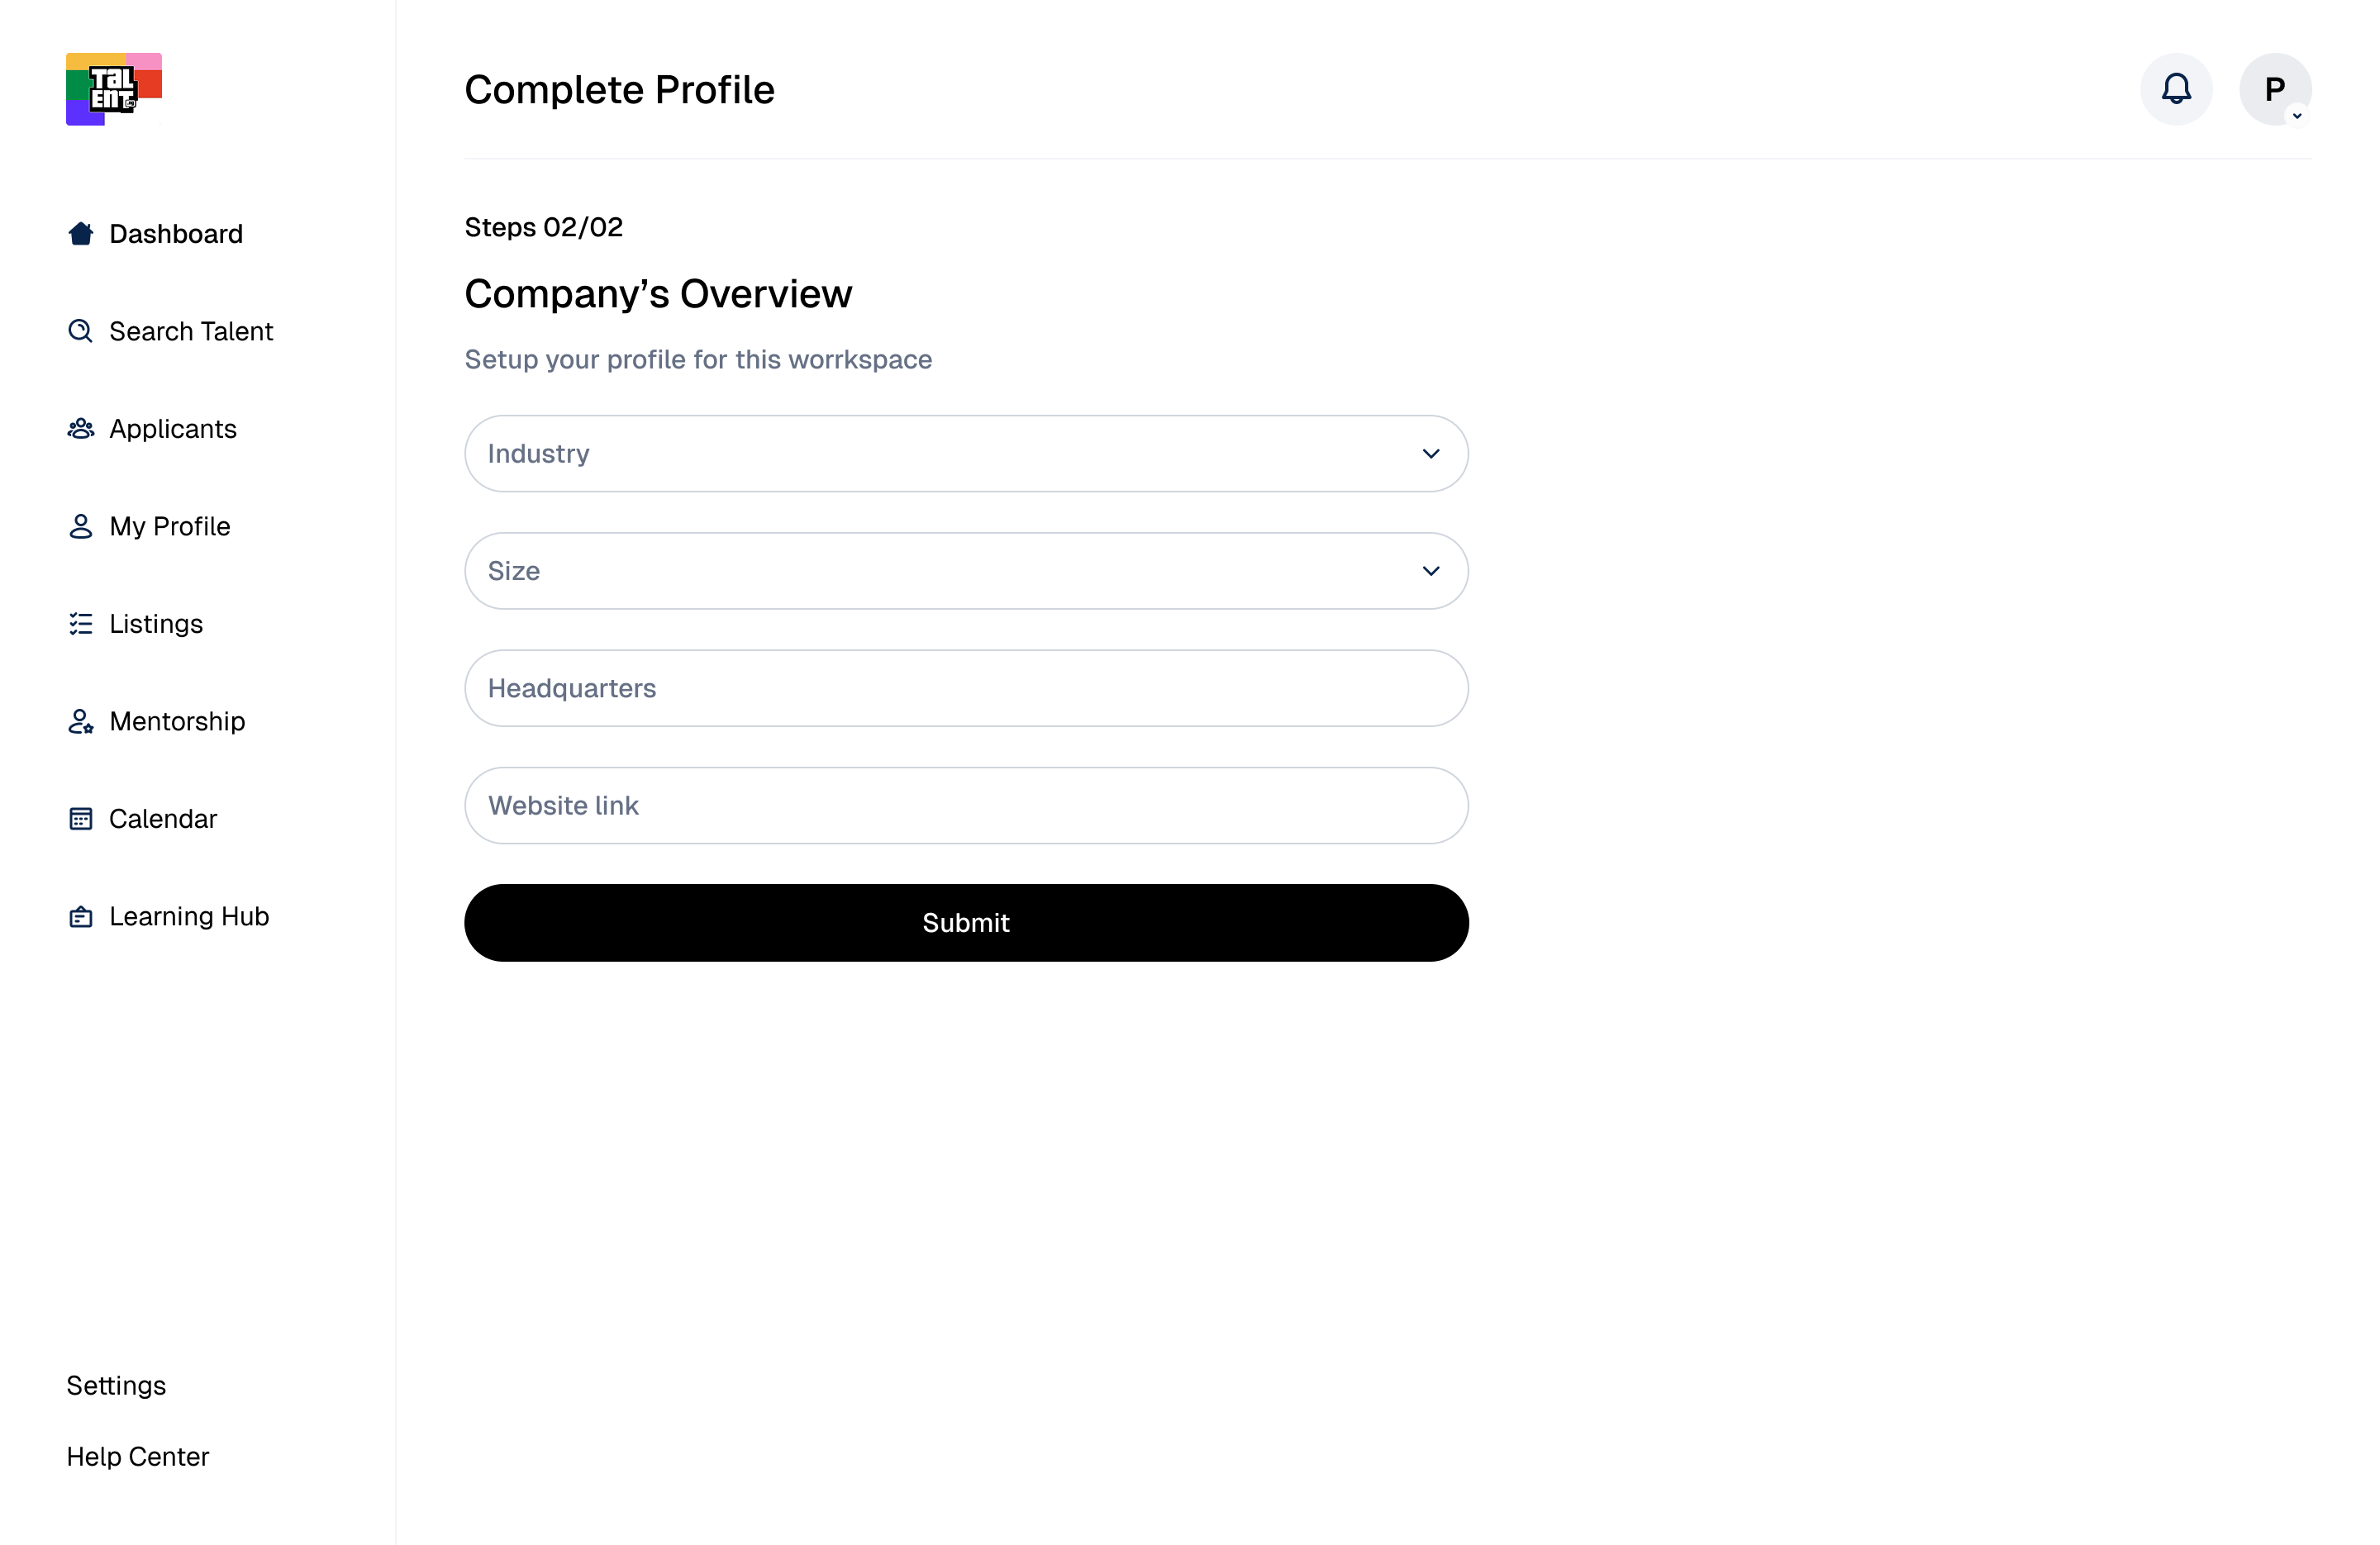 TaL
ENT
Complete Profile
P
Dashboard
Search Talent
Applicants
My Profile
Listings
Mentorship
Calendar
Learning Hub
Settings
Help Center
Steps 02/02
Company’s Overview
Setup your profile for this worrkspace
Industry
Size
Headquarters
Website link
Submit